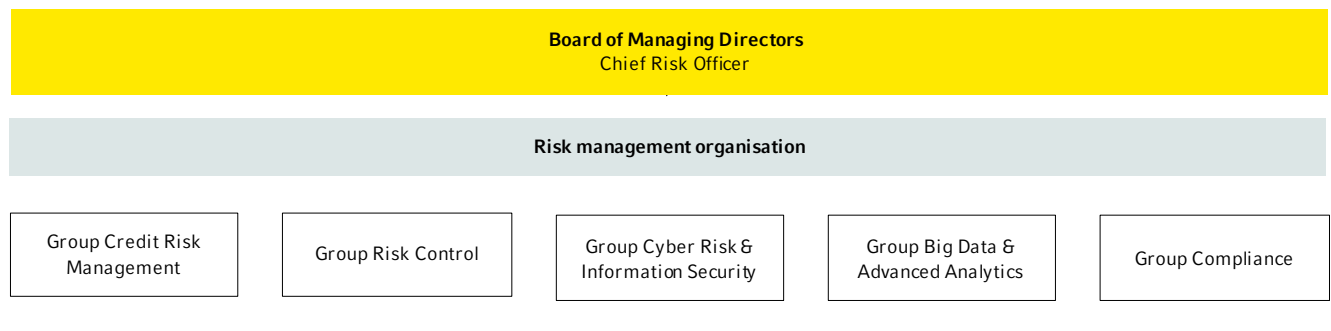 Board of Managing Directors
Chief Risk Officer
Risk management organisation
Group Credit Risk
Management
Group Risk Control
Group Cyber Risk &
Information Security
Group Big Data &
Advanced Analytics
Group Compliance